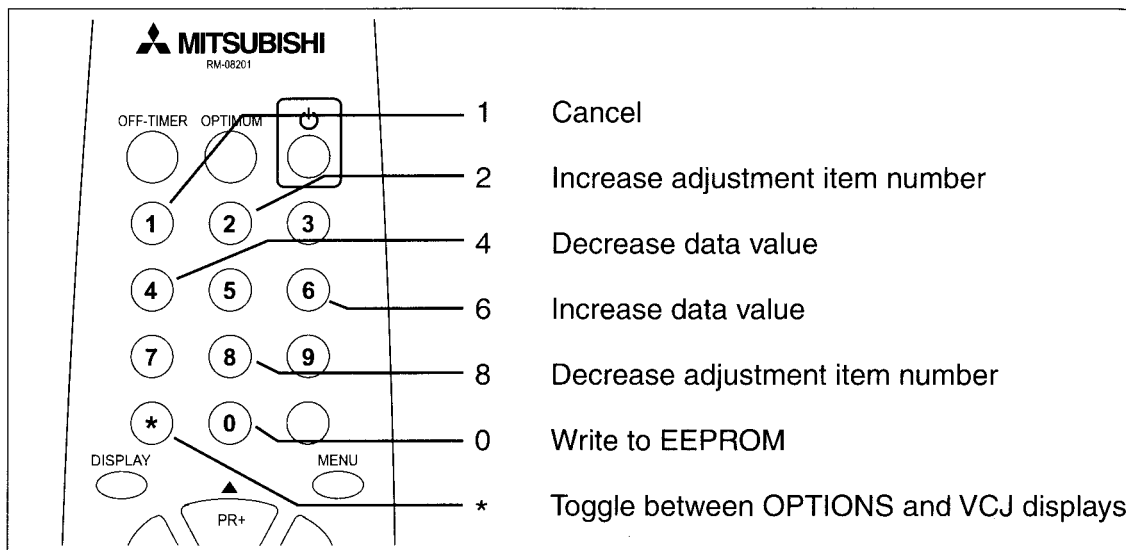 MITSUBISHI
RM-08201
OFF-TIMER OPTIMUM
1 Cancel
2 Increase adjustment item number
1 2 3
4 Decrease data value
4 5 6
6 Increase data value
7 8 9
8 Decrease adjustment item number
* 0
0 Write to EEPROM
DISPLAY MENU
* Toggle between OPTIONS and VCJ displays
PR+